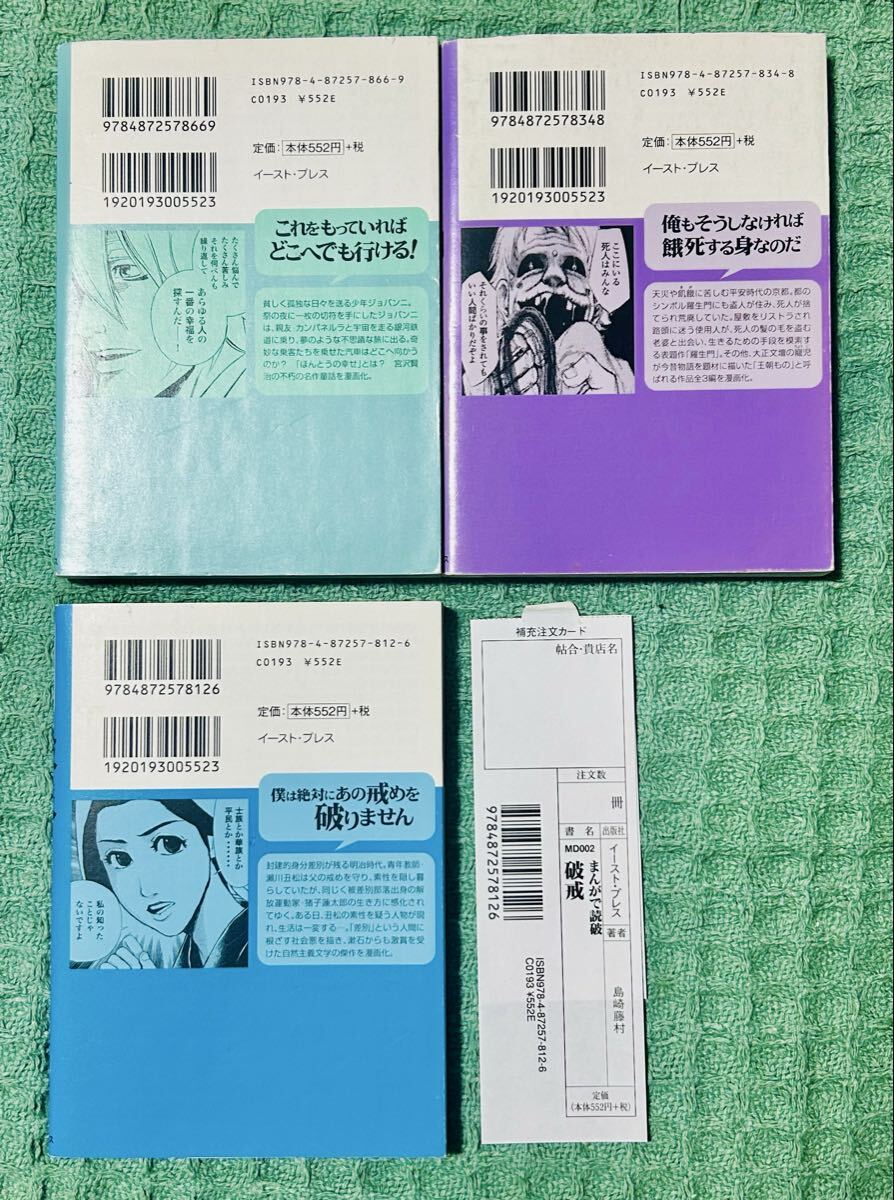 ISBN978-4-87257-866-9
C0193 ¥552E
9784872578669
定価：本体552円+税
1920193005523
イースト・プレス
これをもっていれば
どこへでも行ける！
たくさん悩んで
たくさん苦しみ
それを何べんも
繰り返して
あらゆる人の
一番の幸福を
探すんだ…！
貧しく孤独な日々を送る少年ジョバンニ。
祭の夜に一枚の切符を手にしたジョバンニ
は、親友・カンパネルラと宇宙を走る銀河鉄
道に乗り、夢のような不思議な旅に出る。奇
妙な乗客たちを乗せた汽車はどこへ向かう
のか？　「ほんとうの幸せ」とは？　宮沢賢
治の不朽の名作童話を漫画化。
ISBN978-4-87257-834-8
C0193 ¥552E
9784872578348
定価：本体552円+税
1920193005523
イースト・プレス
俺もそうしなければ
餓死する身なのだ
ここにいる
死人はみんな
それくらいの事をされても
いい人間ばかりだぞよ
天災や飢餓に苦しむ平安時代の京都。都の
シンボル羅生門にも盗人が住み、死人が捨
てられ荒廃していた。屋敷をリストラされ
路頭に迷う使用人が、死人の髪の毛を盗む
老婆と出会い、生きるための手段を模索す
る表題作「羅生門」。その他、大正文壇の寵児
が今昔物語を題材に描いた「王朝もの」と呼
ばれる作品全3編を漫画化。
ISBN978-4-87257-812-6
C0193 ¥552E
9784872578126
定価：本体552円+税
1920193005523
イースト・プレス
僕は絶対にあの戒めを
破りません
士族とか華族とか
平民とか……
私の知った
ことじゃ
ないですよ
封建的身分差別が残る明治時代。青年教師・
瀬川丑松は父の戒めを守り、素性を隠し暮
らしていたが、同じく被差別部落出身の解
放運動家・猪子蓮太郎の生き方に感化され
てゆく。ある日、丑松の素性を疑う人物が現
れ、生活は一変する…。「差別」という人間に
根ざす社会悪を描き、漱石からも激賞を受
けた自然主義文学の傑作を漫画化。
補充注文カード
帖合・貴店名
注文数
冊
書名
出版社
MD002
まんがで読破
破戒
イースト・プレス
著者
島崎藤村
定価
（本体552円+税）
9784872578126
ISBN978-4-87257-812-6
C0193 ¥552E